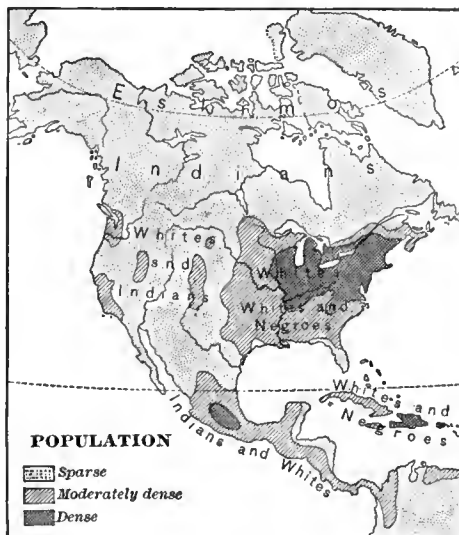 Eskimos
Indians
Whites
and
Indians
Whites
Whites and
Negroes
Whites and
Negroes
Indians and Whites
POPULATION
Sparse
Moderately dense
Dense